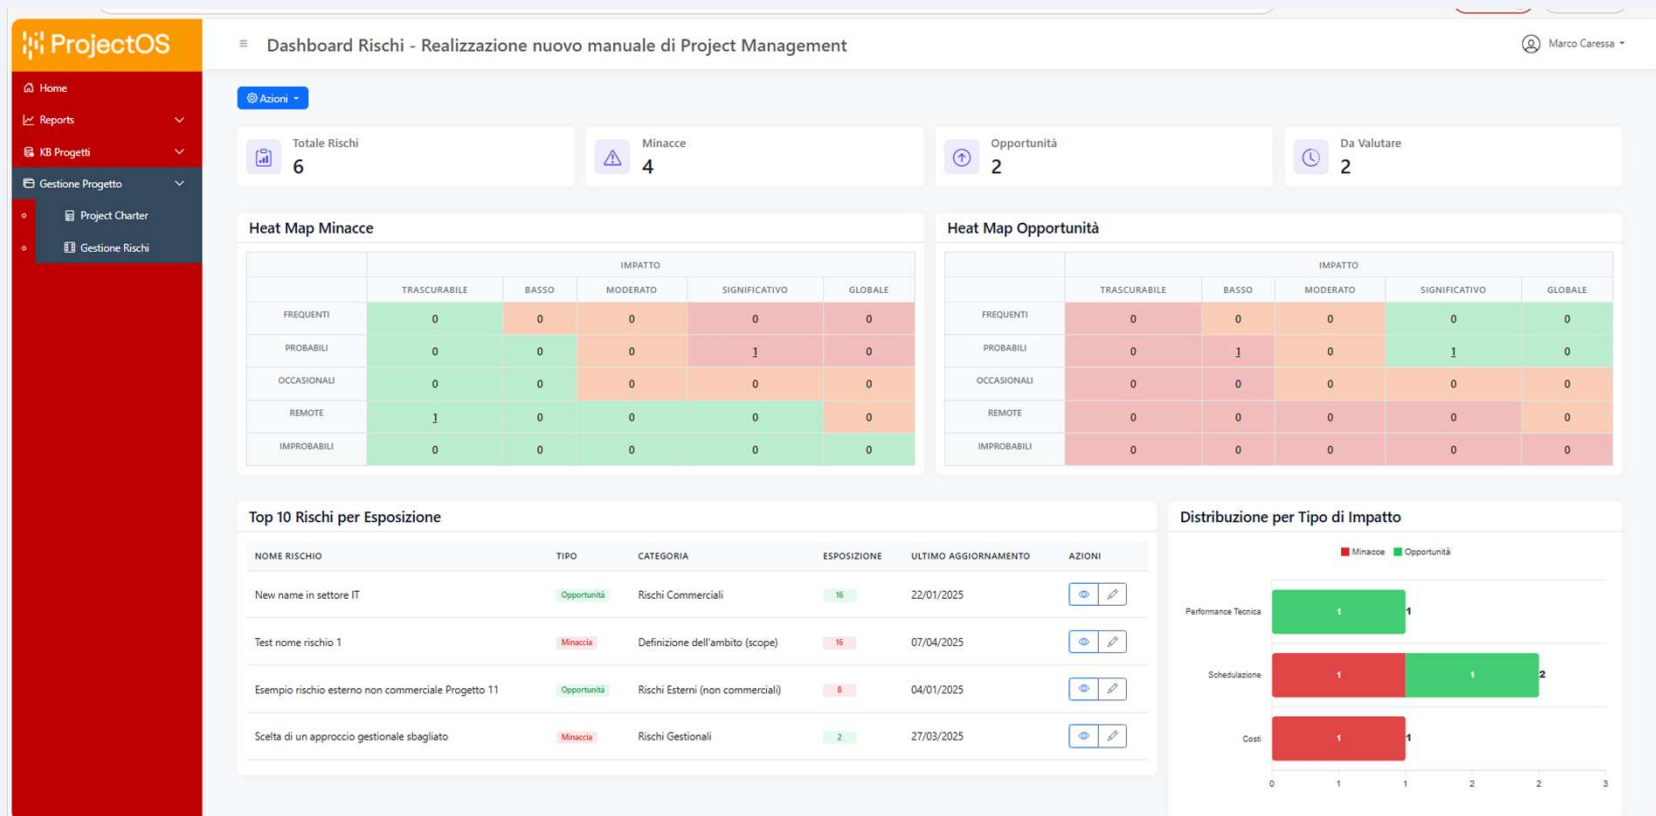 ProjectOS
Dashboard Rischi - Realizzazione nuovo manuale di Project Management
Marco Caressa
Home
Reports
KB Progetti
Gestione Progetto
Project Charter
Gestione Rischi
Azioni
Totale Rischi
6
Minacce
4
Opportunità
2
Da Valutare
2
Heat Map Minacce
IMPATTO
TRASCURABILE BASSO MODERATO SIGNIFICATIVO GLOBALE
FREQUENTI 0 0 0 0 0
PROBABILI 0 0 0 1 0
OCCASIONALI 0 0 0 0 0
REMOTE 1 0 0 0 0
IMPROBABILI 0 0 0 0 0
Heat Map Opportunità
IMPATTO
TRASCURABILE BASSO MODERATO SIGNIFICATIVO GLOBALE
FREQUENTI 0 0 0 0 0
PROBABILI 0 1 0 1 0
OCCASIONALI 0 0 0 0 0
REMOTE 0 0 0 0 0
IMPROBABILI 0 0 0 0 0
Top 10 Rischi per Esposizione
NOME RISCHIO TIPO CATEGORIA ESPOSIZIONE ULTIMO AGGIORNAMENTO AZIONI
New name in settore IT Opportunità Rischi Commerciali 16 22/01/2025
Test nome rischio 1 Minaccia Definizione dell'ambito (scope) 16 07/04/2025
Esempio rischio esterno non commerciale Progetto 11 Opportunità Rischi Esterni (non commerciali) 8 04/01/2025
Scelta di un approccio gestionale sbagliato Minaccia Rischi Gestionali 2 27/03/2025
Distribuzione per Tipo di Impatto
Minacce Opportunità
Performance Tecnica 1 1
Schedulazione 1 1 2
Costi 1 1
0 1 1 2 2 3